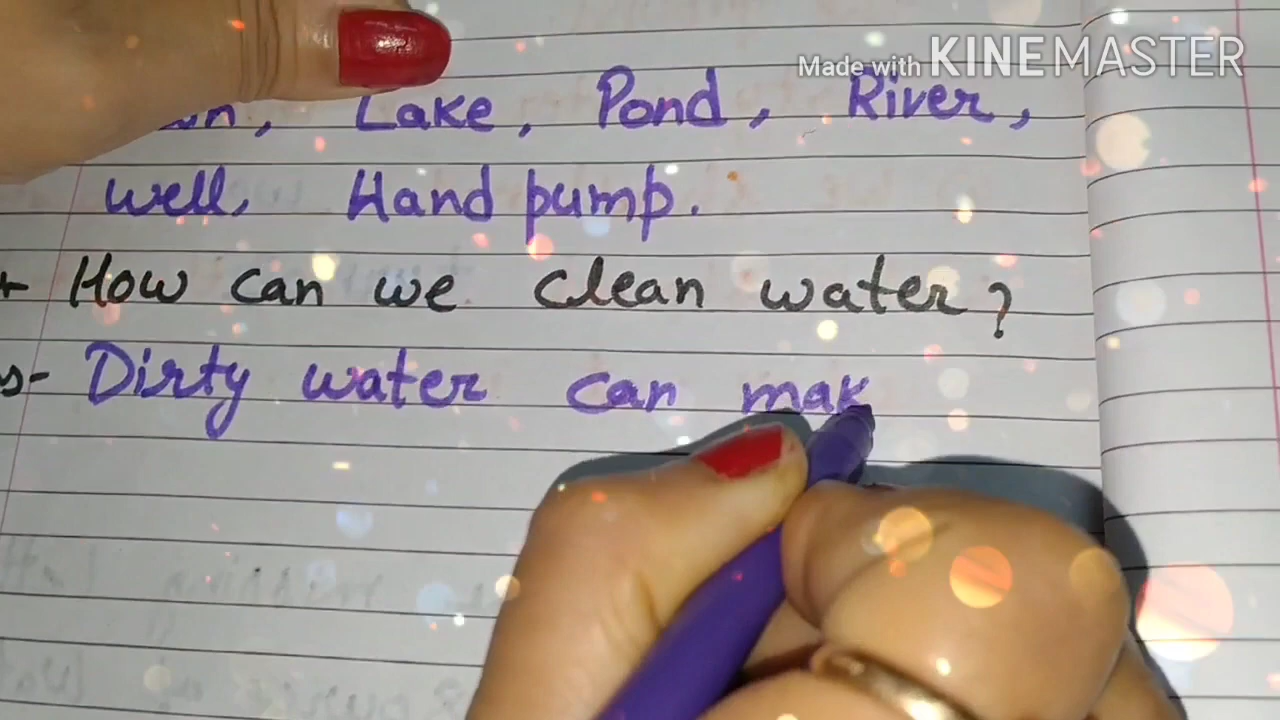 Made with KINEMASTER
Lake, Pond, River,
well, Hand pump.
How can we clean water?
Dirty water can mak